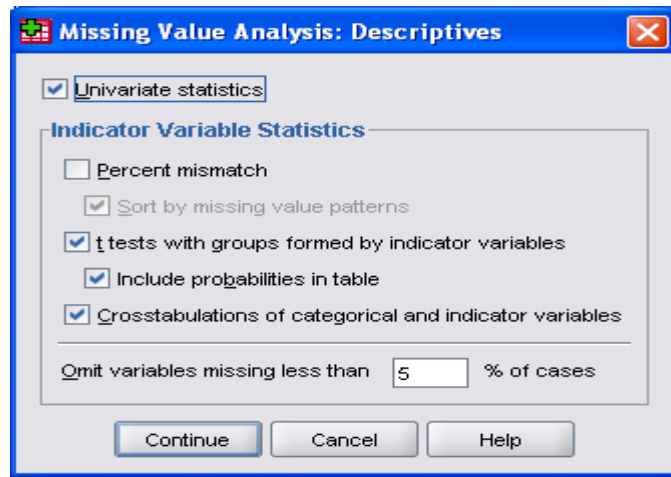 Missing Value Analysis: Descriptives
Univariate statistics
Indicator Variable Statistics
Percent mismatch
Sort by missing value patterns
t tests with groups formed by indicator variables
Include probabilities in table
Crosstabulations of categorical and indicator variables
Omit variables missing less than 5 % of cases
Continue Cancel Help